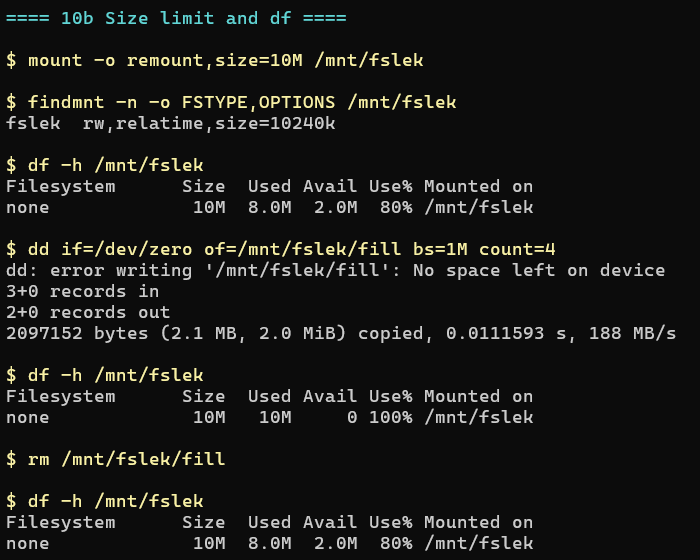 ==== 10b Size limit and df ====
$ mount -o remount,size=10M /mnt/fslek
$ findmnt -n -o FSTYPE,OPTIONS /mnt/fslek
fslek  rw,relatime,size=10240k
$ df -h /mnt/fslek
Filesystem      Size  Used Avail Use% Mounted on
none             10M  8.0M  2.0M  80% /mnt/fslek
$ dd if=/dev/zero of=/mnt/fslek/fill bs=1M count=4
dd: error writing '/mnt/fslek/fill': No space left on device
3+0 records in
2+0 records out
2097152 bytes (2.1 MB, 2.0 MiB) copied, 0.0111593 s, 188 MB/s
$ df -h /mnt/fslek
Filesystem      Size  Used Avail Use% Mounted on
none             10M   10M     0 100% /mnt/fslek
$ rm /mnt/fslek/fill
$ df -h /mnt/fslek
Filesystem      Size  Used Avail Use% Mounted on
none             10M  8.0M  2.0M  80% /mnt/fslek